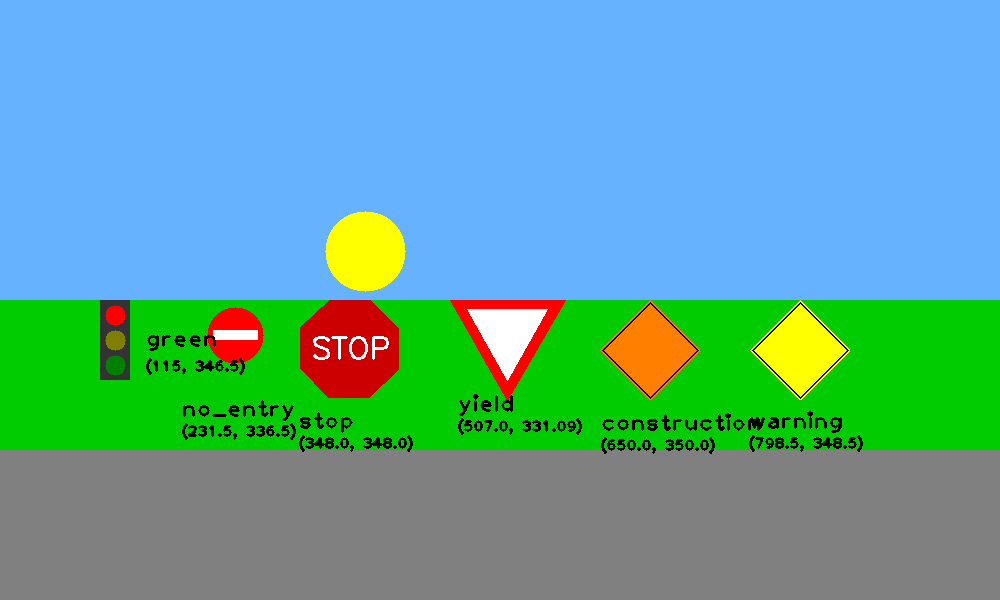 STOP
green
(115, 346.5)
no_entry
(231.5, 336.5)
stop
(348.0, 348.0)
yield
(507.0, 331.09)
construction
(650.0, 350.0)
warning
(798.5, 348.5)